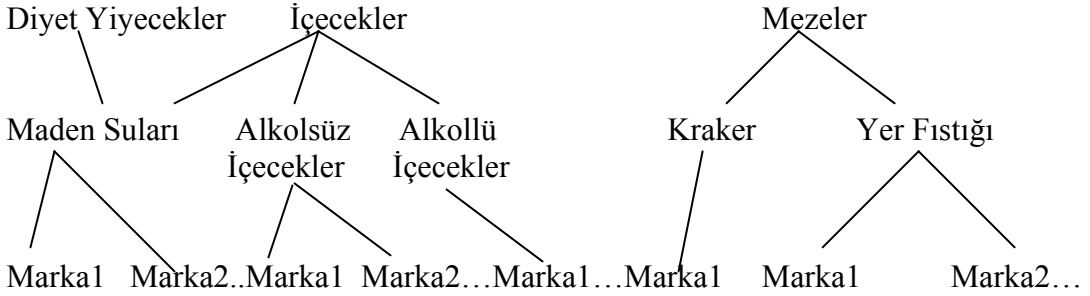 Diyet Yiyecekler İçecekler Mezeler
Maden Suları Alkolsüz Alkollü Kraker Yer Fıstığı
İçecekler İçecekler
Marka1 Marka2..Marka1 Marka2…Marka1…Marka1 Marka1 Marka2…